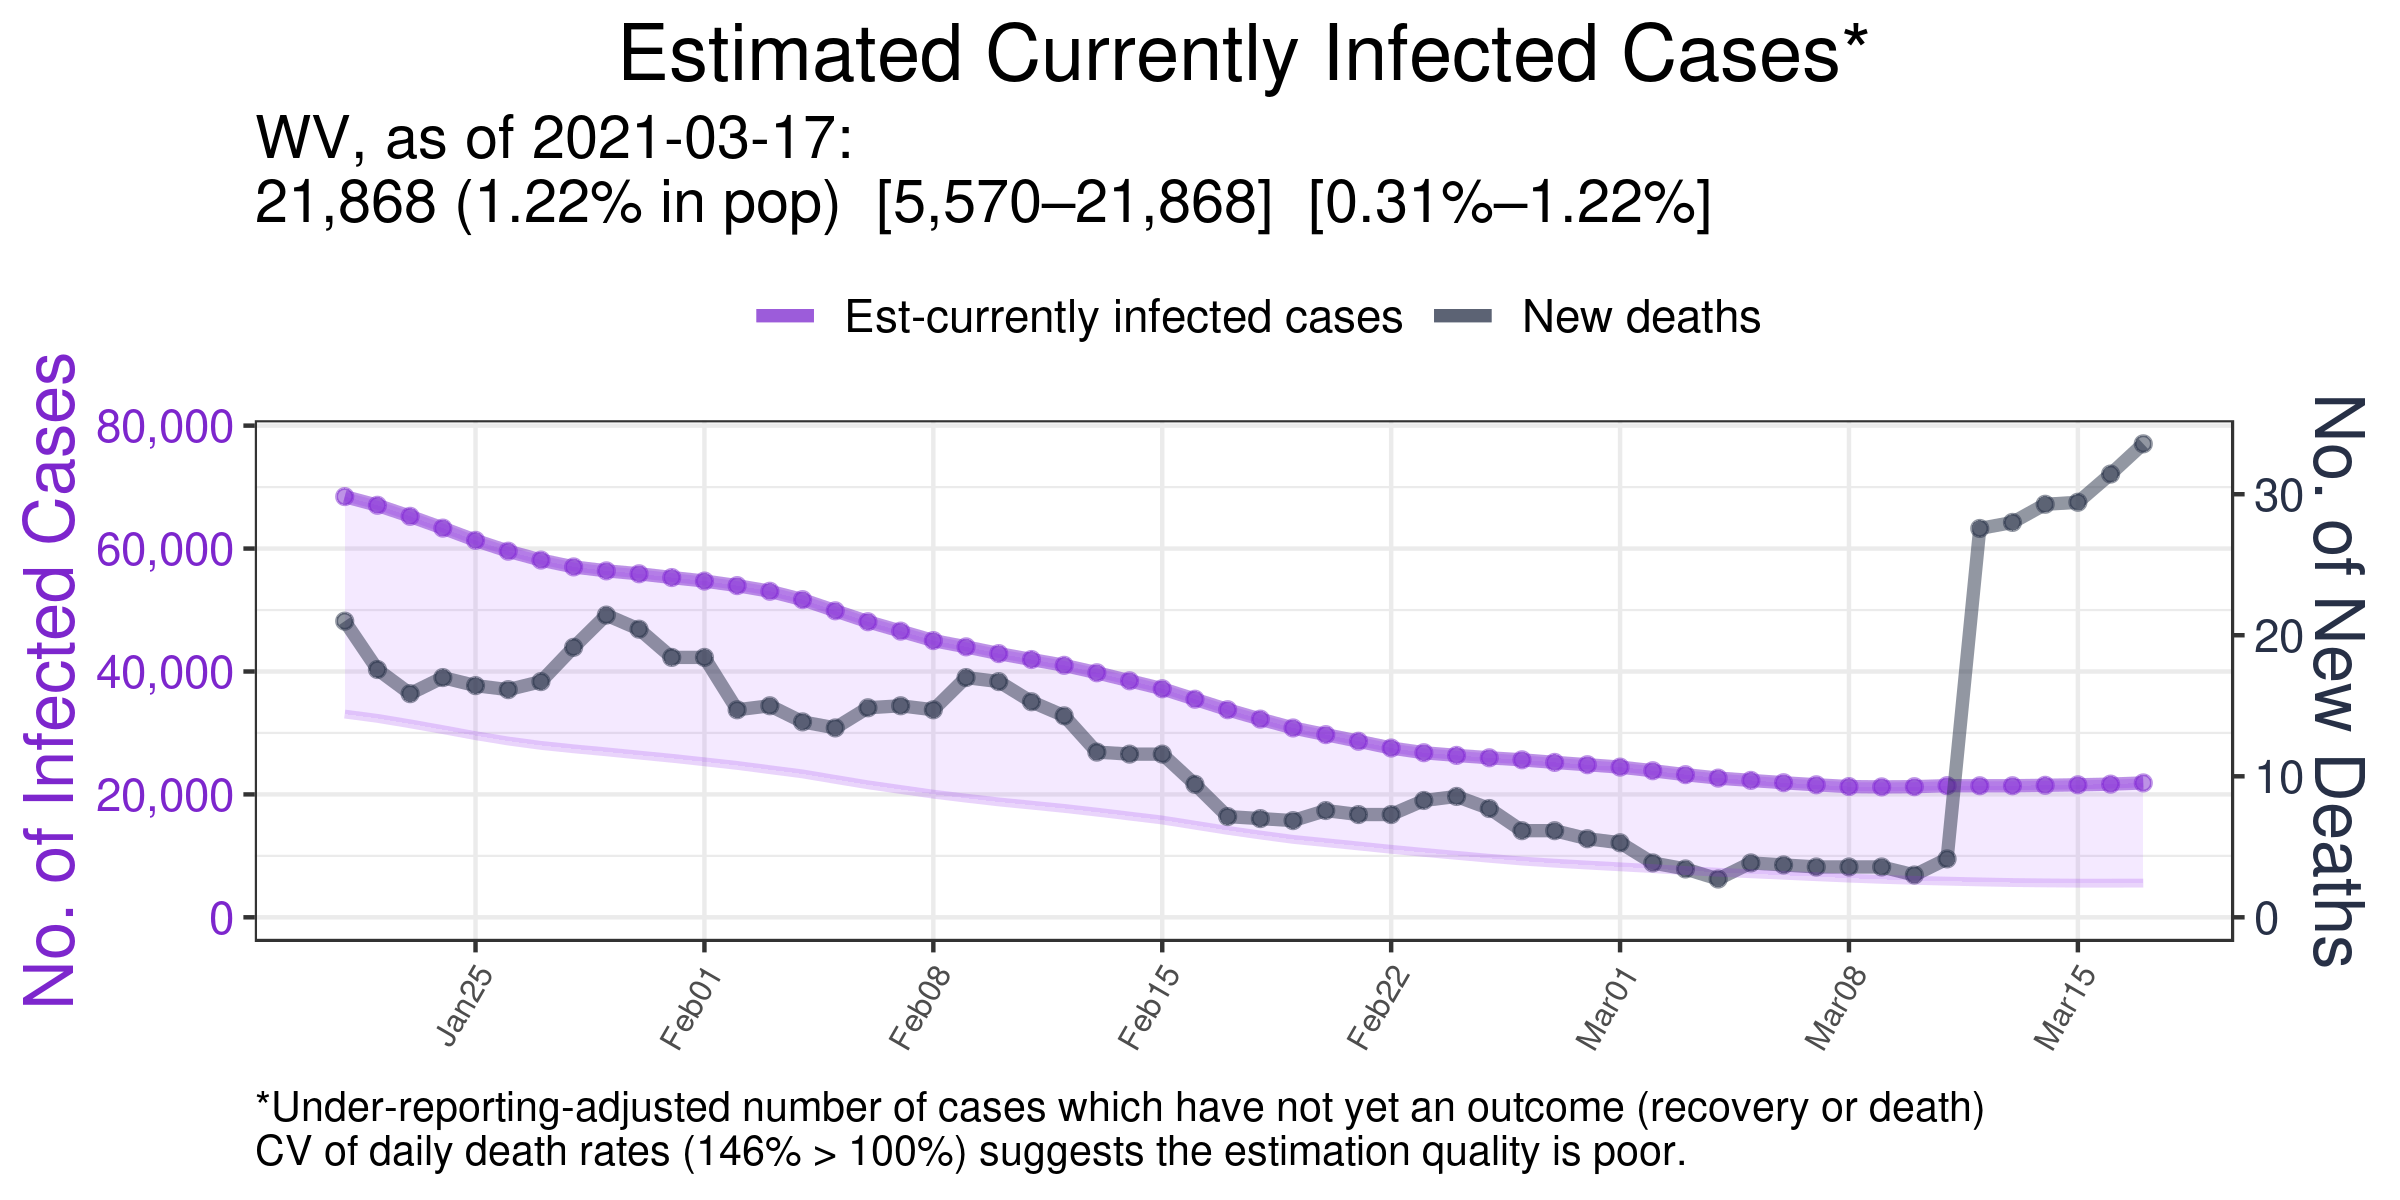 Estimated Currently Infected Cases*
WV, as of 2021-03-17:
21,868 (1.22% in pop)  [5,570–21,868]  [0.31%–1.22%]
Est-currently infected cases
New deaths
No. of Infected Cases
80,000
60,000
40,000
20,000
0
30
20
10
0
No. of New Deaths
Jan25
Feb01
Feb08
Feb15
Feb22
Mar01
Mar08
Mar15
*Under-reporting-adjusted number of cases which have not yet an outcome (recovery or death)
CV of daily death rates (146% > 100%) suggests the estimation quality is poor.